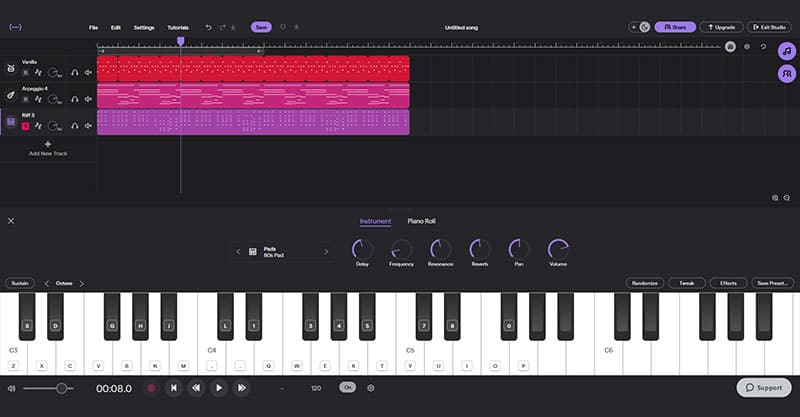 File Edit Settings Tutorials Save Untitled song Share Upgrade Exit Studio
Vanilla
R
Arpeggio 4
R
Riff 3
R
Add New Track
Instrument Piano Roll
Pads
80s Pad
Delay Frequency Resonance Reverb Pan Volume
Sustain Octave Randomize Tweak Effects Save Preset...
S D G H J L 1 3 4 5 7 8 0
C3 C4 C5 C6
Z X C V B N M , . / Q W E R T Y U I O P
00:08.0 - 120 On
Support